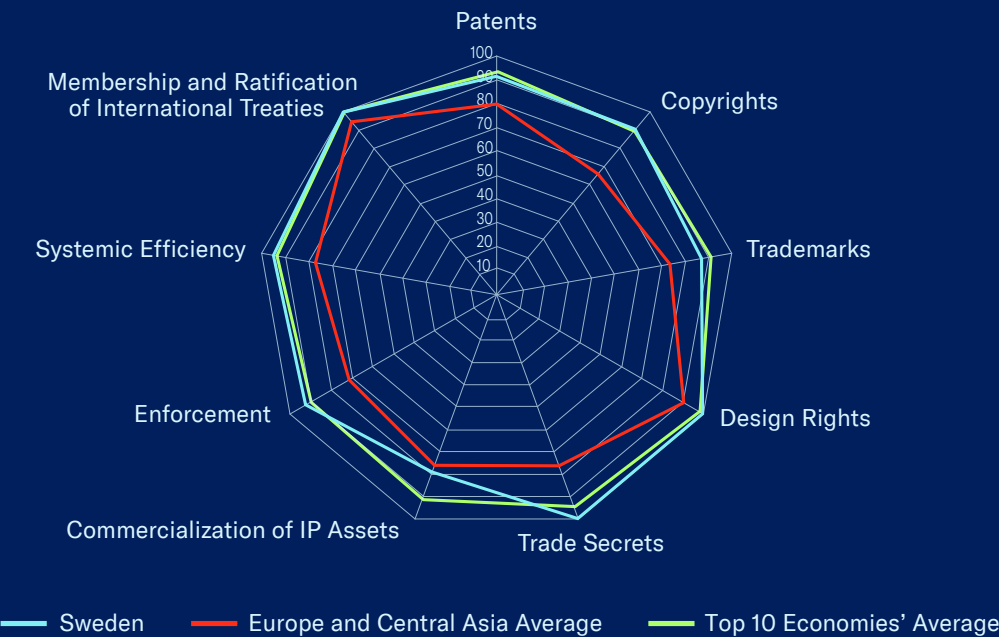 Patents
100
90
80
70
60
50
40
30
20
10
Membership and Ratification
of International Treaties
Copyrights
Systemic Efficiency
Trademarks
Enforcement
Design Rights
Commercialization of IP Assets
Trade Secrets
Sweden
Europe and Central Asia Average
Top 10 Economies’ Average